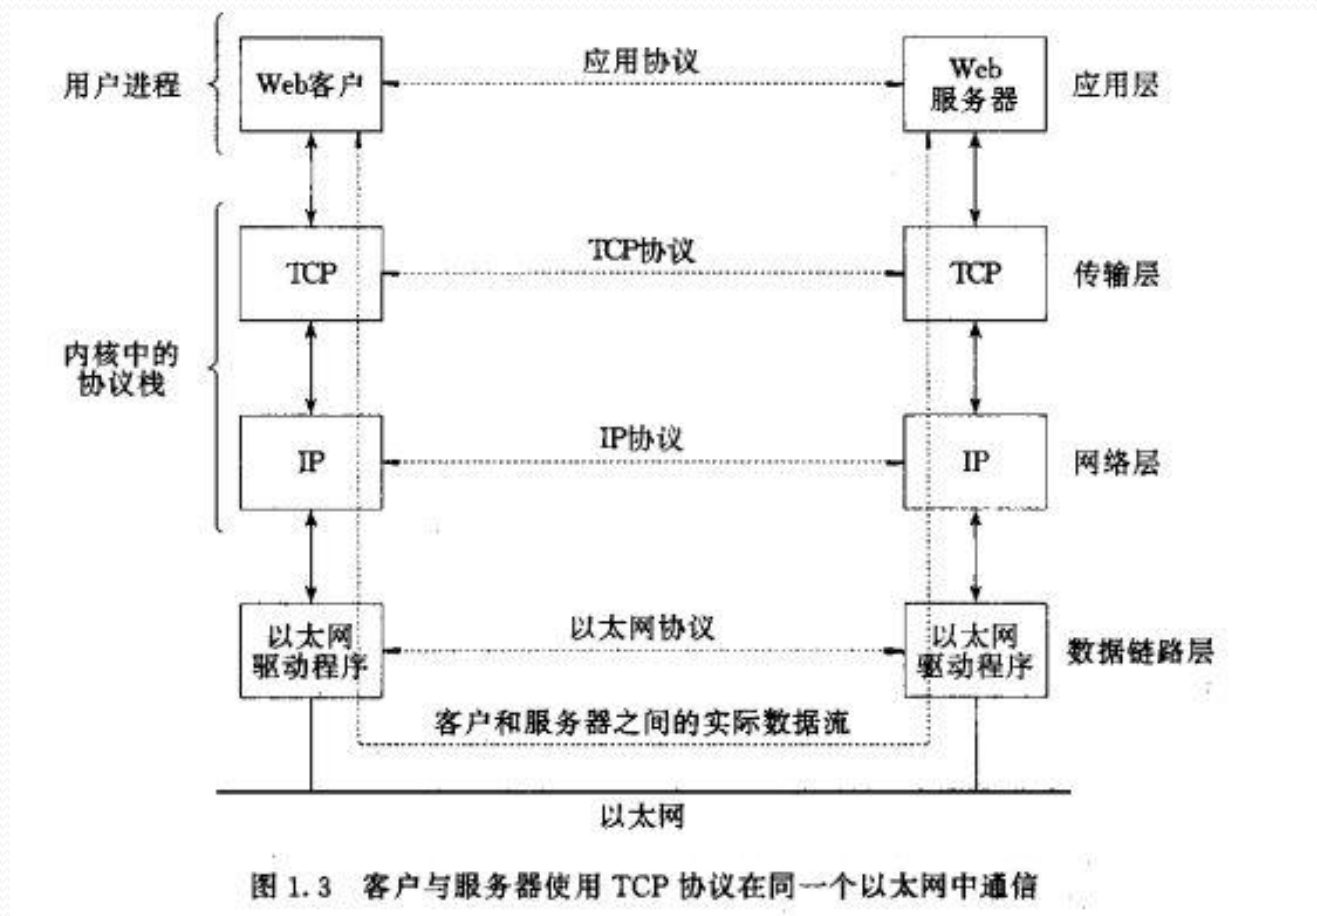 用户进程
Web客户
应用协议
Web
服务器
应用层
TCP
TCP协议
TCP
传输层
内核中的
协议栈
IP
IP协议
IP
网络层
以太网
驱动程序
以太网协议
以太网
驱动程序
数据链路层
客户和服务器之间的实际数据流
以太网
图 1.3 客户与服务器使用 TCP 协议在同一个以太网中通信